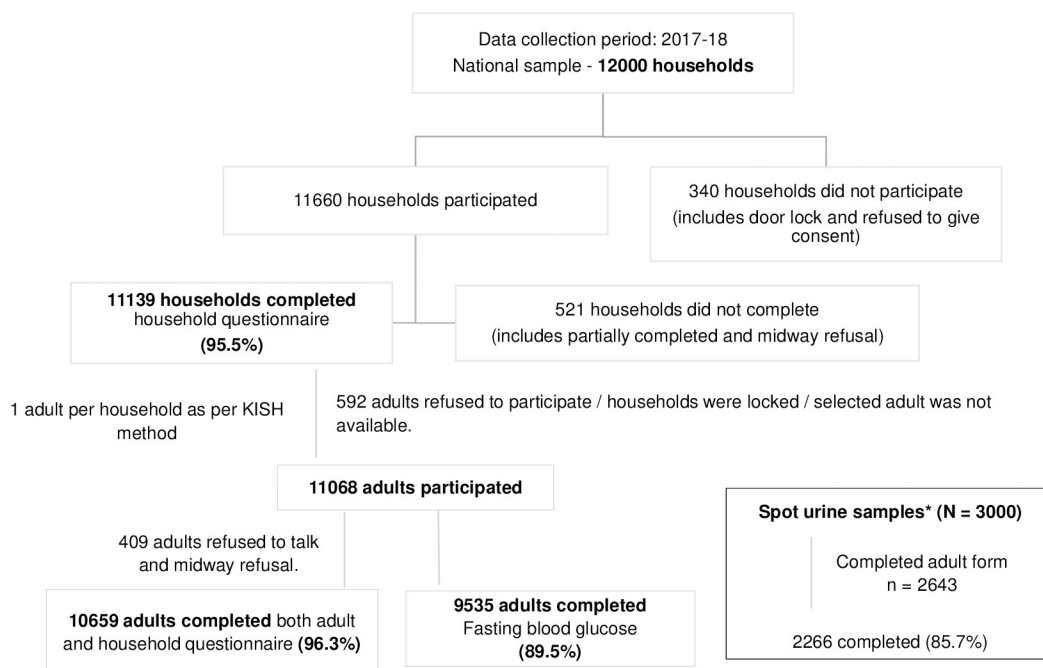 Data collection period: 2017-18
National sample - 12000 households
11660 households participated
340 households did not participate
(includes door lock and refused to give
consent)
11139 households completed
household questionnaire
(95.5%)
521 households did not complete
(includes partially completed and midway refusal)
1 adult per household as per KISH
method
592 adults refused to participate / households were locked / selected adult was not
available.
11068 adults participated
409 adults refused to talk
and midway refusal.
10659 adults completed both adult
and household questionnaire (96.3%)
9535 adults completed
Fasting blood glucose
(89.5%)
Spot urine samples* (N = 3000)
Completed adult form
n = 2643
2266 completed (85.7%)